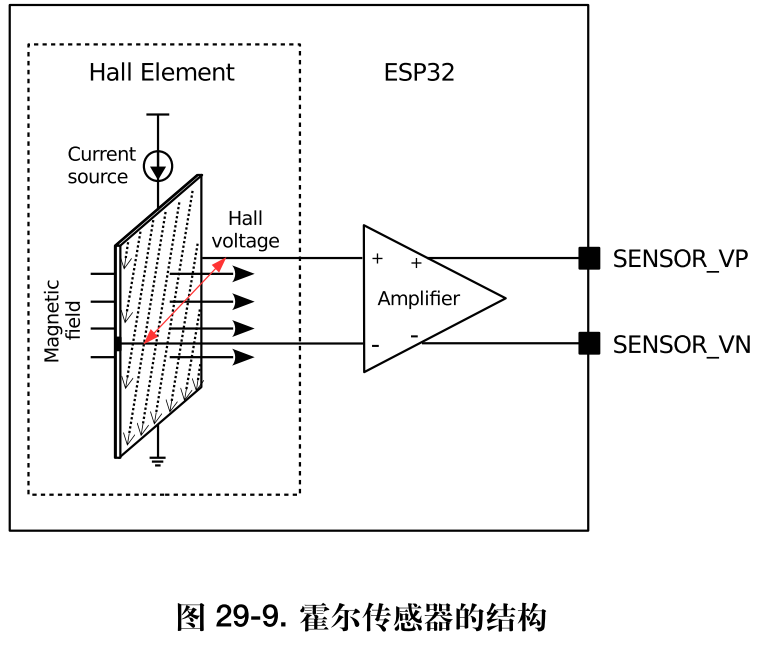 Hall Element
ESP32
Current
source
Hall
voltage
Magnetic
field
+
+
Amplifier
-
-
SENSOR_VP
SENSOR_VN
图 29-9. 霍尔传感器的结构